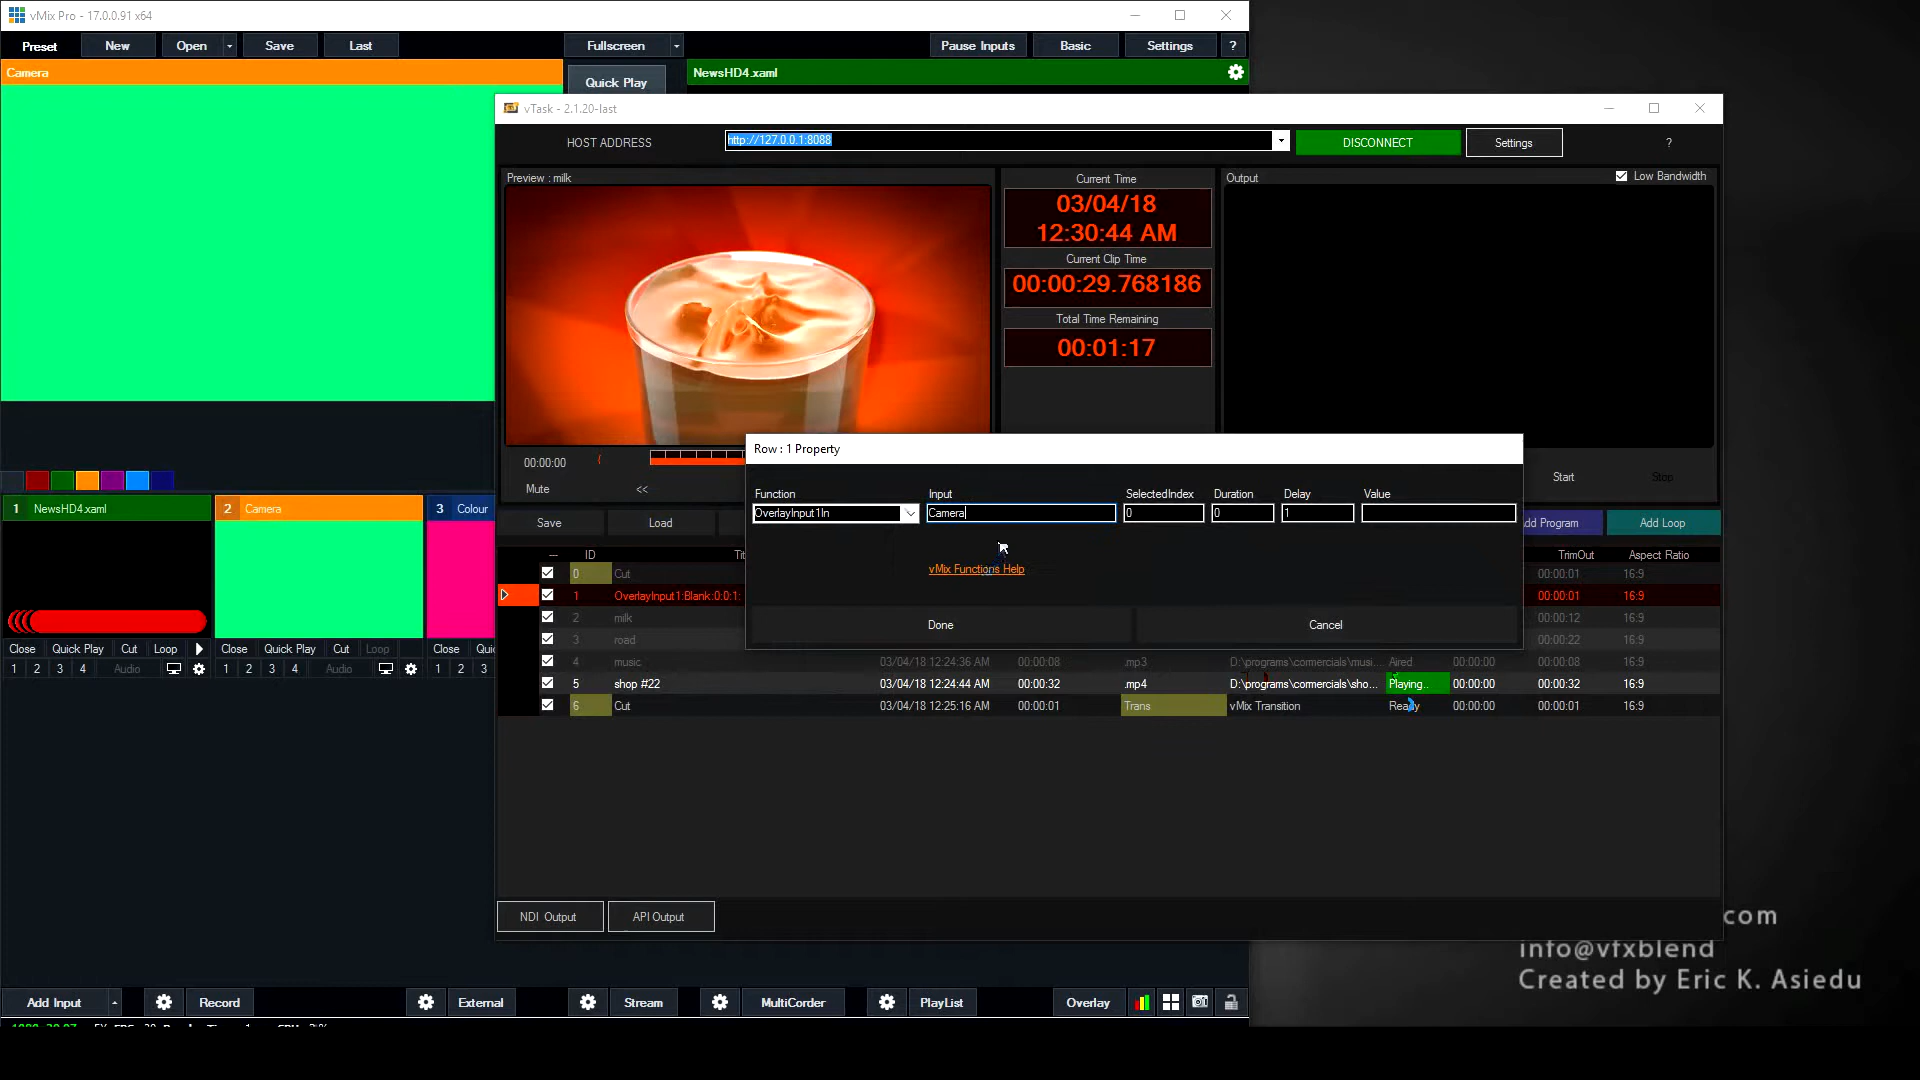 vMix Pro - 17.0.0.91 x64
Preset New Open Save Last Fullscreen Pause Inputs Basic Settings ?
Camera
Quick Play
NewsHD4.xaml
vTask - 2.1.20-last
HOST ADDRESS http://127.0.0.1:8088 DISCONNECT Settings ?
Preview : milk
Current Time
03/04/18
12:30:44 AM
Current Clip Time
00:00:29.768186
Total Time Remaining
00:01:17
Output
Low Bandwidth
00:00:00
Mute <<
Start Stop
Save Load
dd Program Add Loop
Row : 1 Property
Function Input SelectedIndex Duration Delay Value
OverlayInput1In Camera 0 0 1
vMix Functions Help
Done Cancel
--- ID Tit TrimOut Aspect Ratio
0 Cut 00:00:01 16:9
1 OverlayInput1:Blank:0:0:1: 00:00:01 16:9
2 milk 00:00:12 16:9
3 road 00:00:22 16:9
4 music 03/04/18 12:24:36 AM 00:00:08 .mp3 D:\programs\comercials\musi... Aired 00:00:00 00:00:08 16:9
5 shop #22 03/04/18 12:24:44 AM 00:00:32 .mp4 D:\programs\comercials\sho... Playing.. 00:00:00 00:00:32 16:9
6 Cut 03/04/18 12:25:16 AM 00:00:01 Trans vMix Transition Ready 00:00:00 00:00:01 16:9
1 NewsHD4.xaml 2 Camera 3 Colour
Close Quick Play Cut Loop Close Quick Play Cut Loop Close Quic
1 2 3 4 Audio 1 2 3 4 Audio 1 2 3
NDI Output API Output
com
info@vfxblend
Created by Eric K. Asiedu
Add Input Record External Stream MultiCorder PlayList Overlay